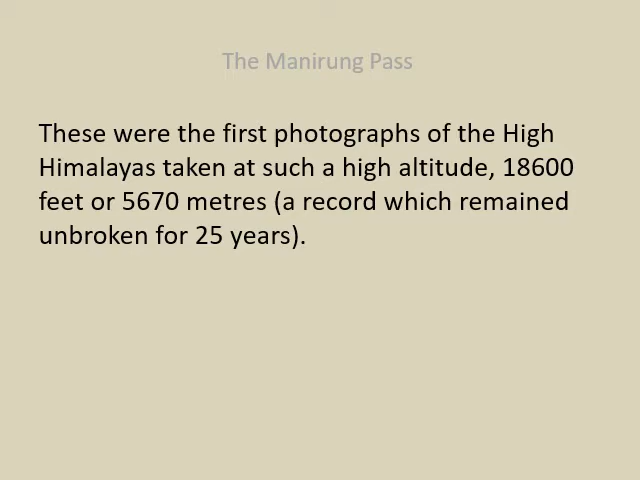 The Manirung Pass
These were the first photographs of the High
Himalayas taken at such a high altitude, 18600
feet or 5670 metres (a record which remained
unbroken for 25 years).